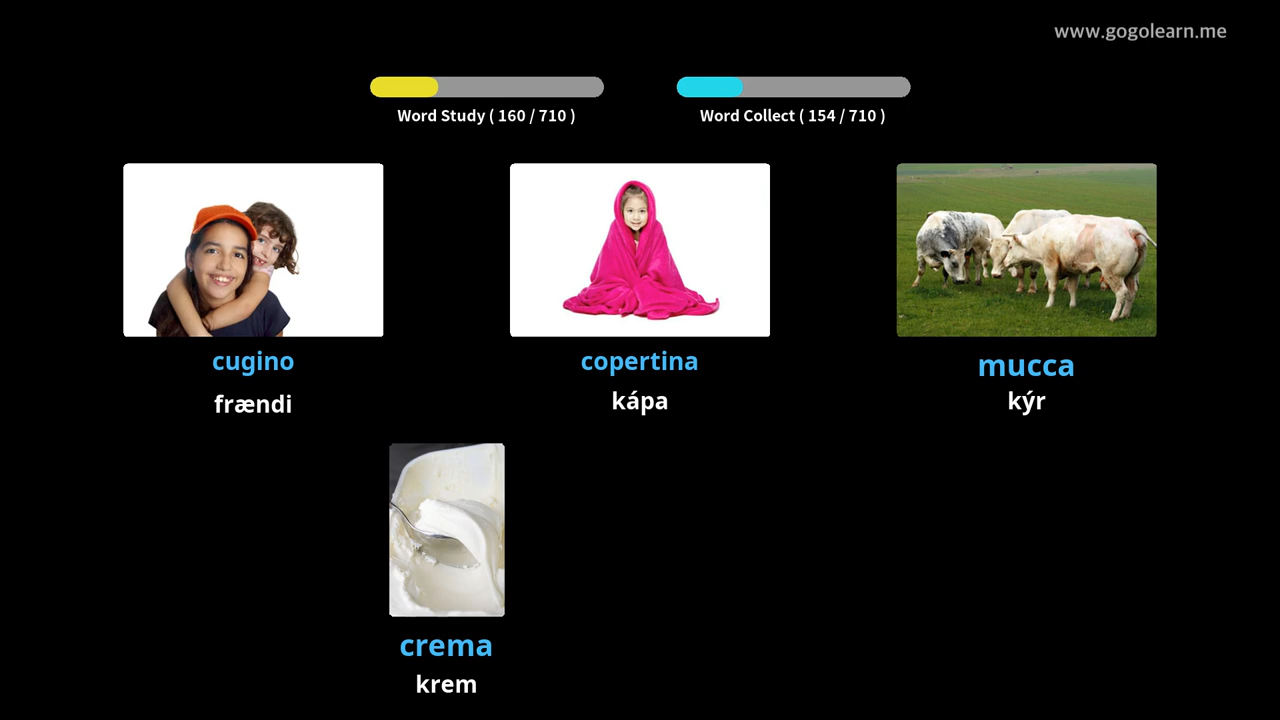 www.gogolearn.me
Word Study ( 160 / 710 )
Word Collect ( 154 / 710 )
cugino
frændi
copertina
kápa
mucca
kýr
crema
krem